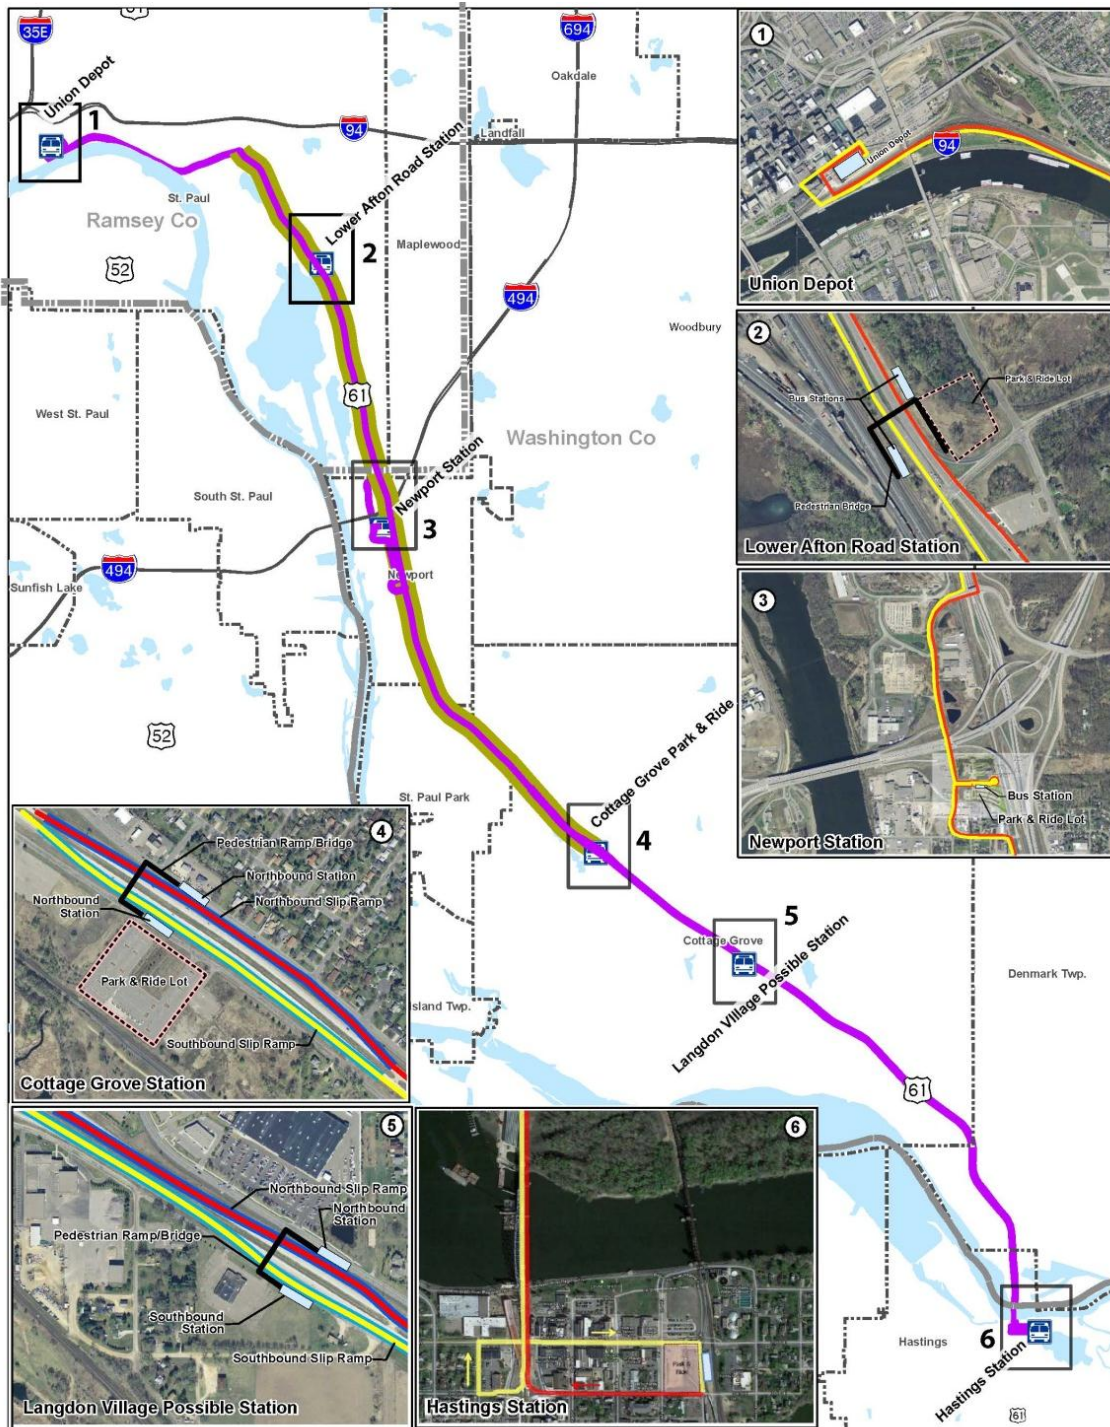 61
35E
694
Oakdale
Union Depot
1
94
Landfall
Lower Afton Road Station
St. Paul
Ramsey Co
2
Maplewood
52
494
Woodbury
61
West St. Paul
Washington Co
Newport Station
South St. Paul
3
494
Newport
Sunfish Lake
52
Cottage Grove Park & Ride
St. Paul Park
4
5
Cottage Grove
Langdon Village Possible Station
Denmark Twp.
Island Twp.
61
Hastings
6
Hastings Station
61
1
Union Depot
94
Union Depot
2
Park & Ride Lot
Bus Stations
Pedestrian Bridge
Lower Afton Road Station
3
Bus Station
Park & Ride Lot
Newport Station
4
Pedestrian Ramp/Bridge
Northbound Station
Northbound
Station
Northbound Slip Ramp
Park & Ride Lot
Southbound Slip Ramp
Cottage Grove Station
5
Northbound Slip Ramp
Northbound
Station
Pedestrian Ramp/Bridge
Southbound
Station
Southbound Slip Ramp
Langdon Village Possible Station
6
Hastings Station